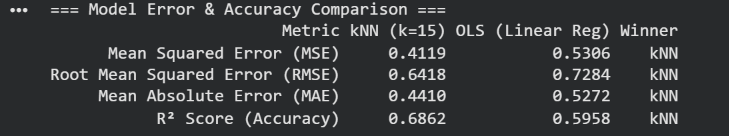 ••• === Model Error & Accuracy Comparison ===
Metric kNN (k=15) OLS (Linear Reg) Winner
Mean Squared Error (MSE) 0.4119 0.5306 kNN
Root Mean Squared Error (RMSE) 0.6418 0.7284 kNN
Mean Absolute Error (MAE) 0.4410 0.5272 kNN
R² Score (Accuracy) 0.6862 0.5958 kNN